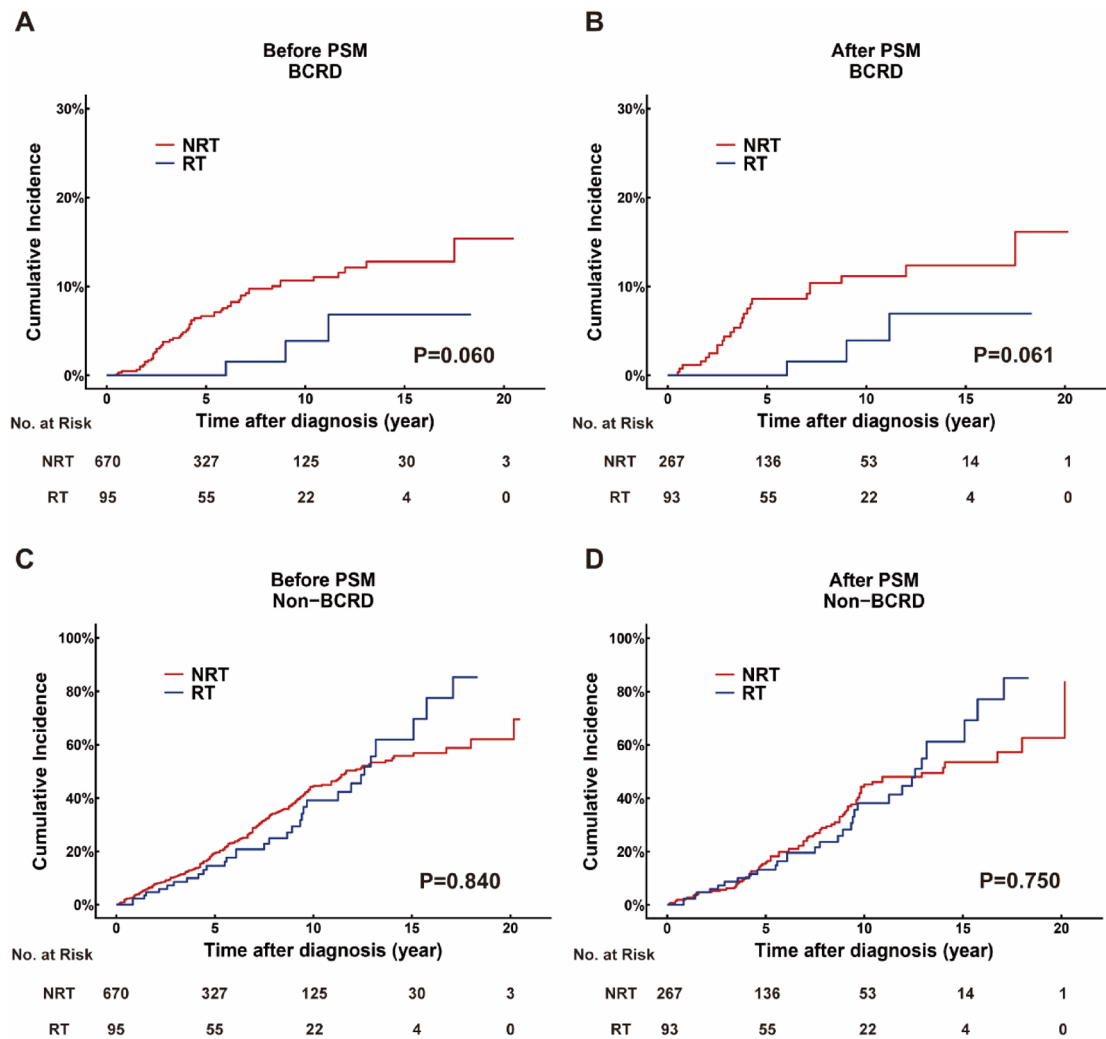 A
Before PSM
BCRD
30%
20%
10%
0%
Cumulative Incidence
NRT
RT
P=0.060
0 5 10 15 20
No. at Risk
Time after diagnosis (year)
NRT 670 327 125 30 3
RT 95 55 22 4 0
B
After PSM
BCRD
30%
20%
10%
0%
Cumulative Incidence
NRT
RT
P=0.061
0 5 10 15 20
No. at Risk
Time after diagnosis (year)
NRT 267 136 53 14 1
RT 93 55 22 4 0
C
Before PSM
Non−BCRD
100%
80%
60%
40%
20%
0%
Cumulative Incidence
NRT
RT
P=0.840
0 5 10 15 20
No. at Risk
Time after diagnosis (year)
NRT 670 327 125 30 3
RT 95 55 22 4 0
D
After PSM
Non−BCRD
100%
80%
60%
40%
20%
0%
Cumulative Incidence
NRT
RT
P=0.750
0 5 10 15 20
No. at Risk
Time after diagnosis (year)
NRT 267 136 53 14 1
RT 93 55 22 4 0